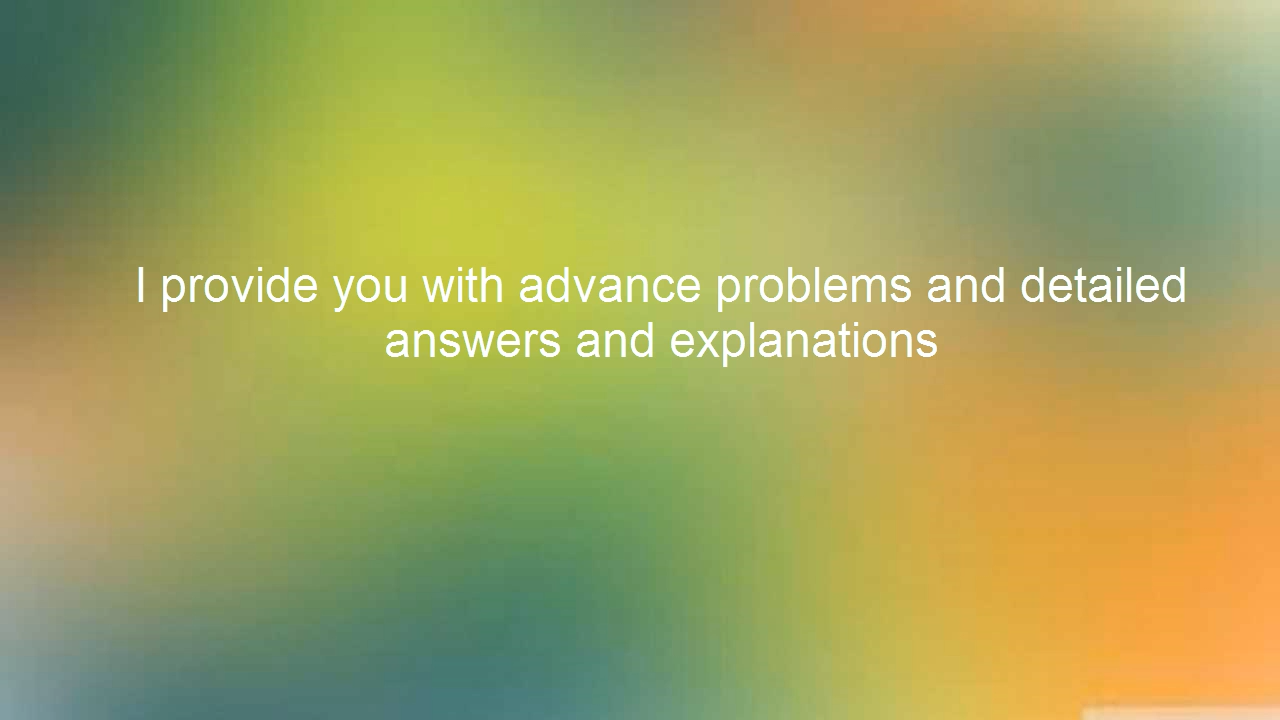 I provide you with advance problems and detailed
answers and explanations